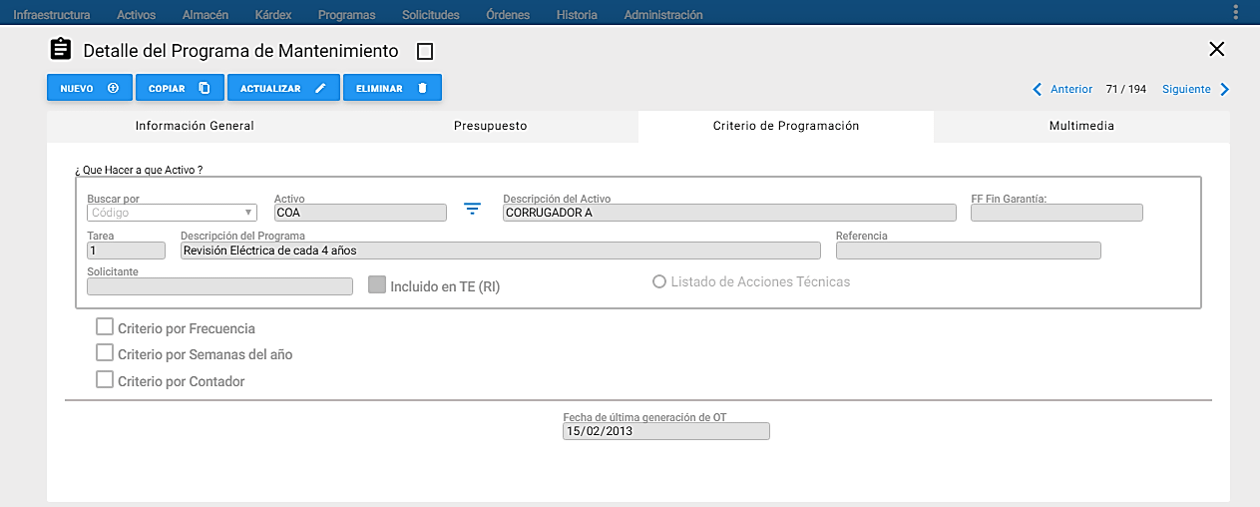 Infraestructura Activos Almacén Kárdex Programas Solicitudes Órdenes Historia Administración
Detalle del Programa de Mantenimiento
NUEVO COPIAR ACTUALIZAR ELIMINAR Anterior 71 / 194 Siguiente
Información General Presupuesto Criterio de Programación Multimedia
¿ Que Hacer a que Activo ?
Buscar por Activo Descripción del Activo FF Fin Garantía:
Código COA CORRUGADOR A
Tarea Descripción del Programa Referencia
1 Revisión Eléctrica de cada 4 años
Solicitante
Incluido en TE (RI) Listado de Acciones Técnicas
Criterio por Frecuencia
Criterio por Semanas del año
Criterio por Contador
Fecha de última generación de OT
15/02/2013